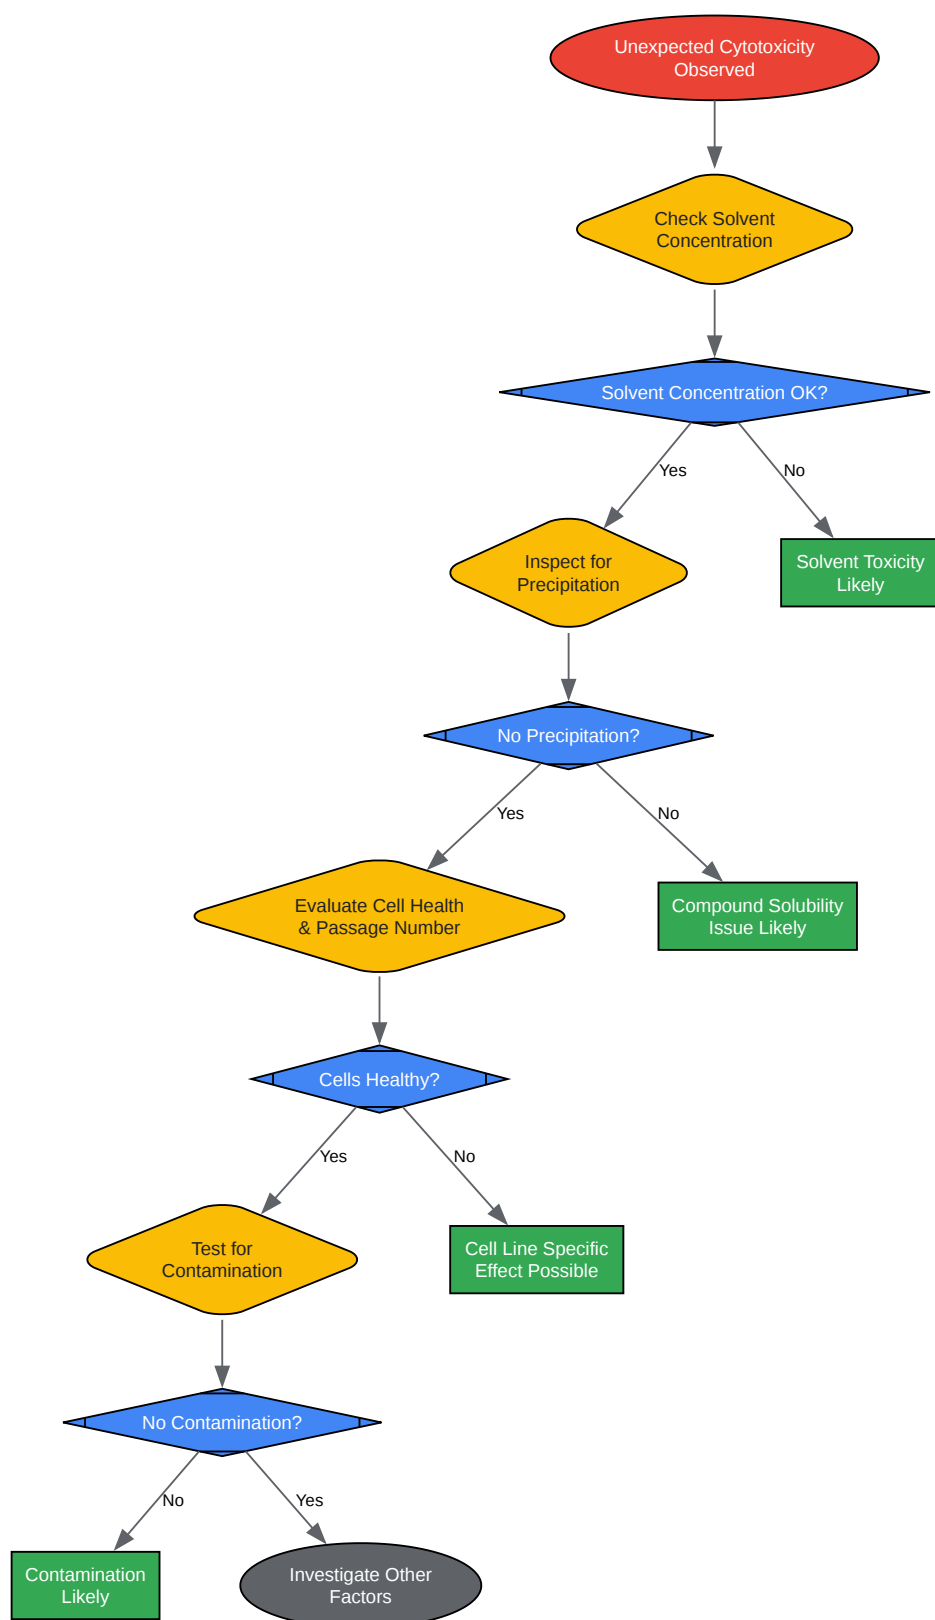 Unexpected Cytotoxicity
Observed
Check Solvent
Concentration
Solvent Concentration OK?
Yes
No
Inspect for
Precipitation
Solvent Toxicity
Likely
No Precipitation?
Yes
No
Evaluate Cell Health
& Passage Number
Compound Solubility
Issue Likely
Cells Healthy?
Yes
No
Test for
Contamination
Cell Line Specific
Effect Possible
No Contamination?
No
Yes
Contamination
Likely
Investigate Other
Factors